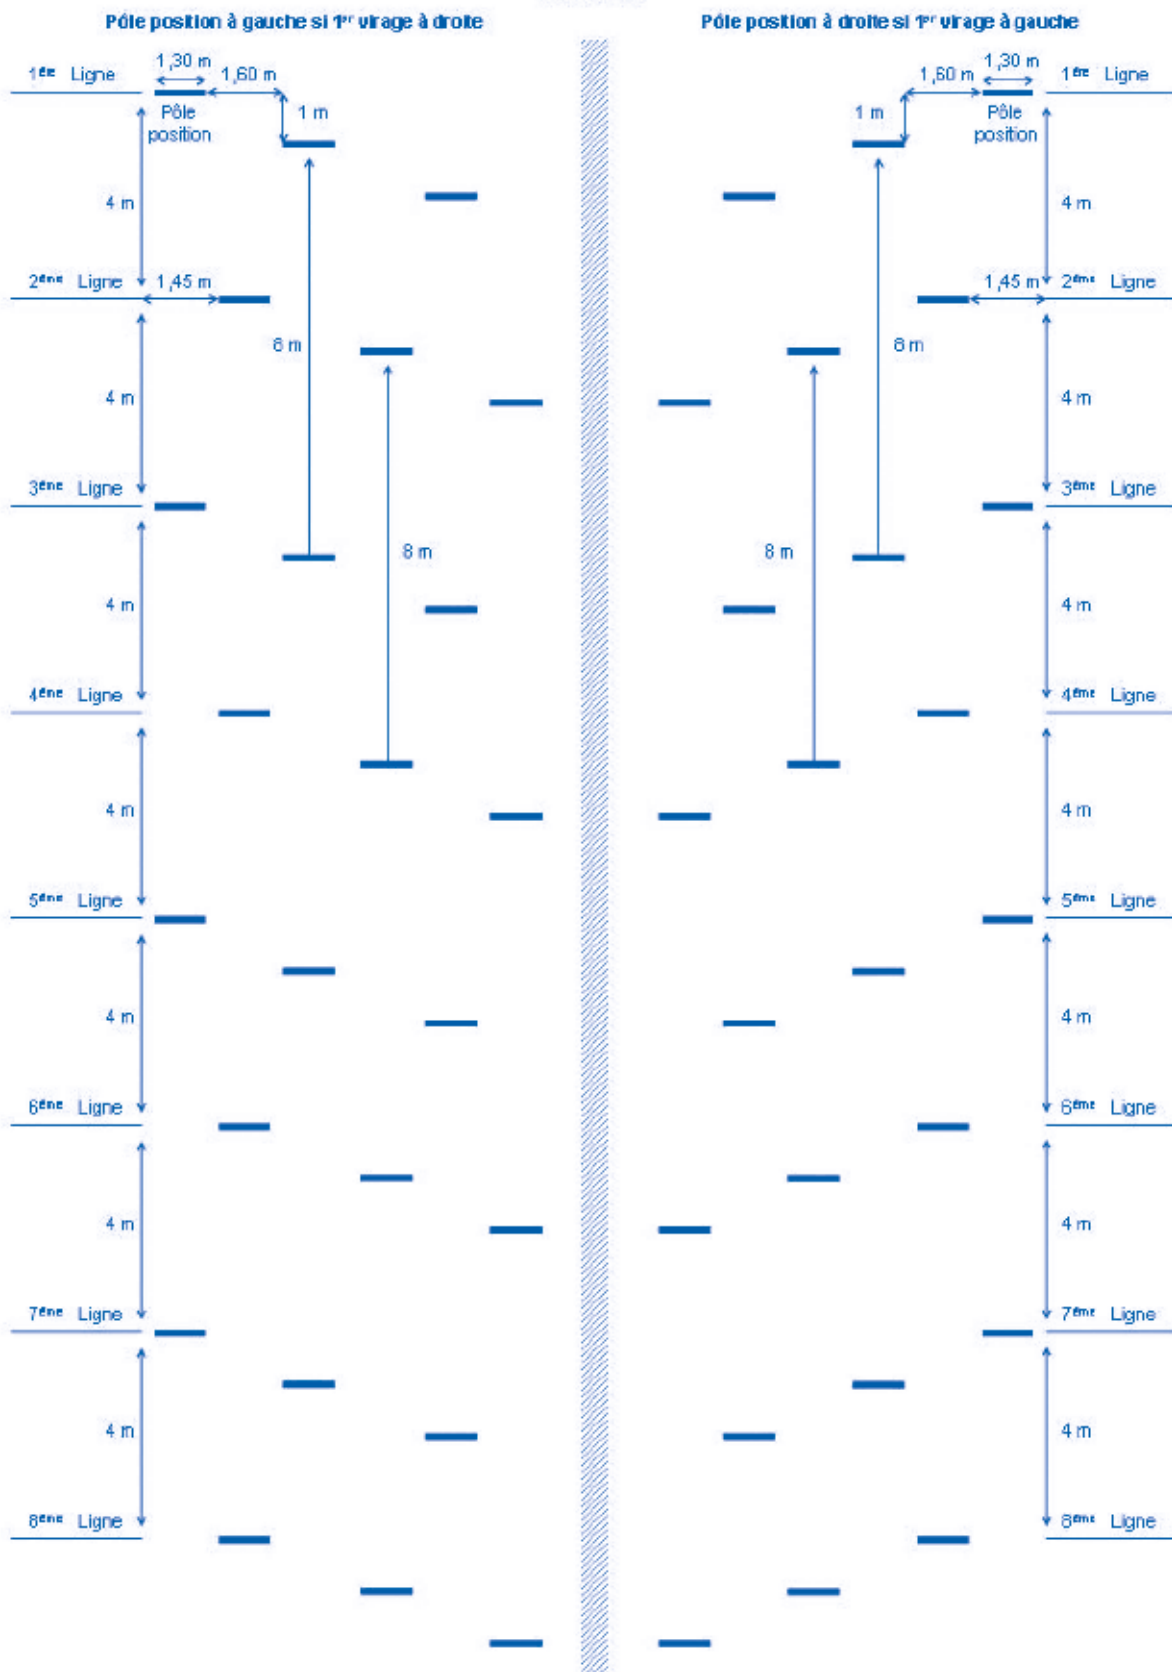 Pôle position à gauche si 1er virage à droite
Pôle position à droite si 1er virage à gauche
1ère Ligne
1,30 m
1,60 m
1 m
Pôle
position
4 m
2ème Ligne
1,45 m
8 m
4 m
3ème Ligne
8 m
4 m
4ème Ligne
4 m
5ème Ligne
4 m
6ème Ligne
4 m
7ème Ligne
4 m
8ème Ligne
1,30 m
1,60 m
1ère Ligne
1 m
Pôle
position
4 m
1,45 m
2ème Ligne
8 m
4 m
3ème Ligne
8 m
4 m
4ème Ligne
4 m
5ème Ligne
4 m
6ème Ligne
4 m
7ème Ligne
4 m
8ème Ligne